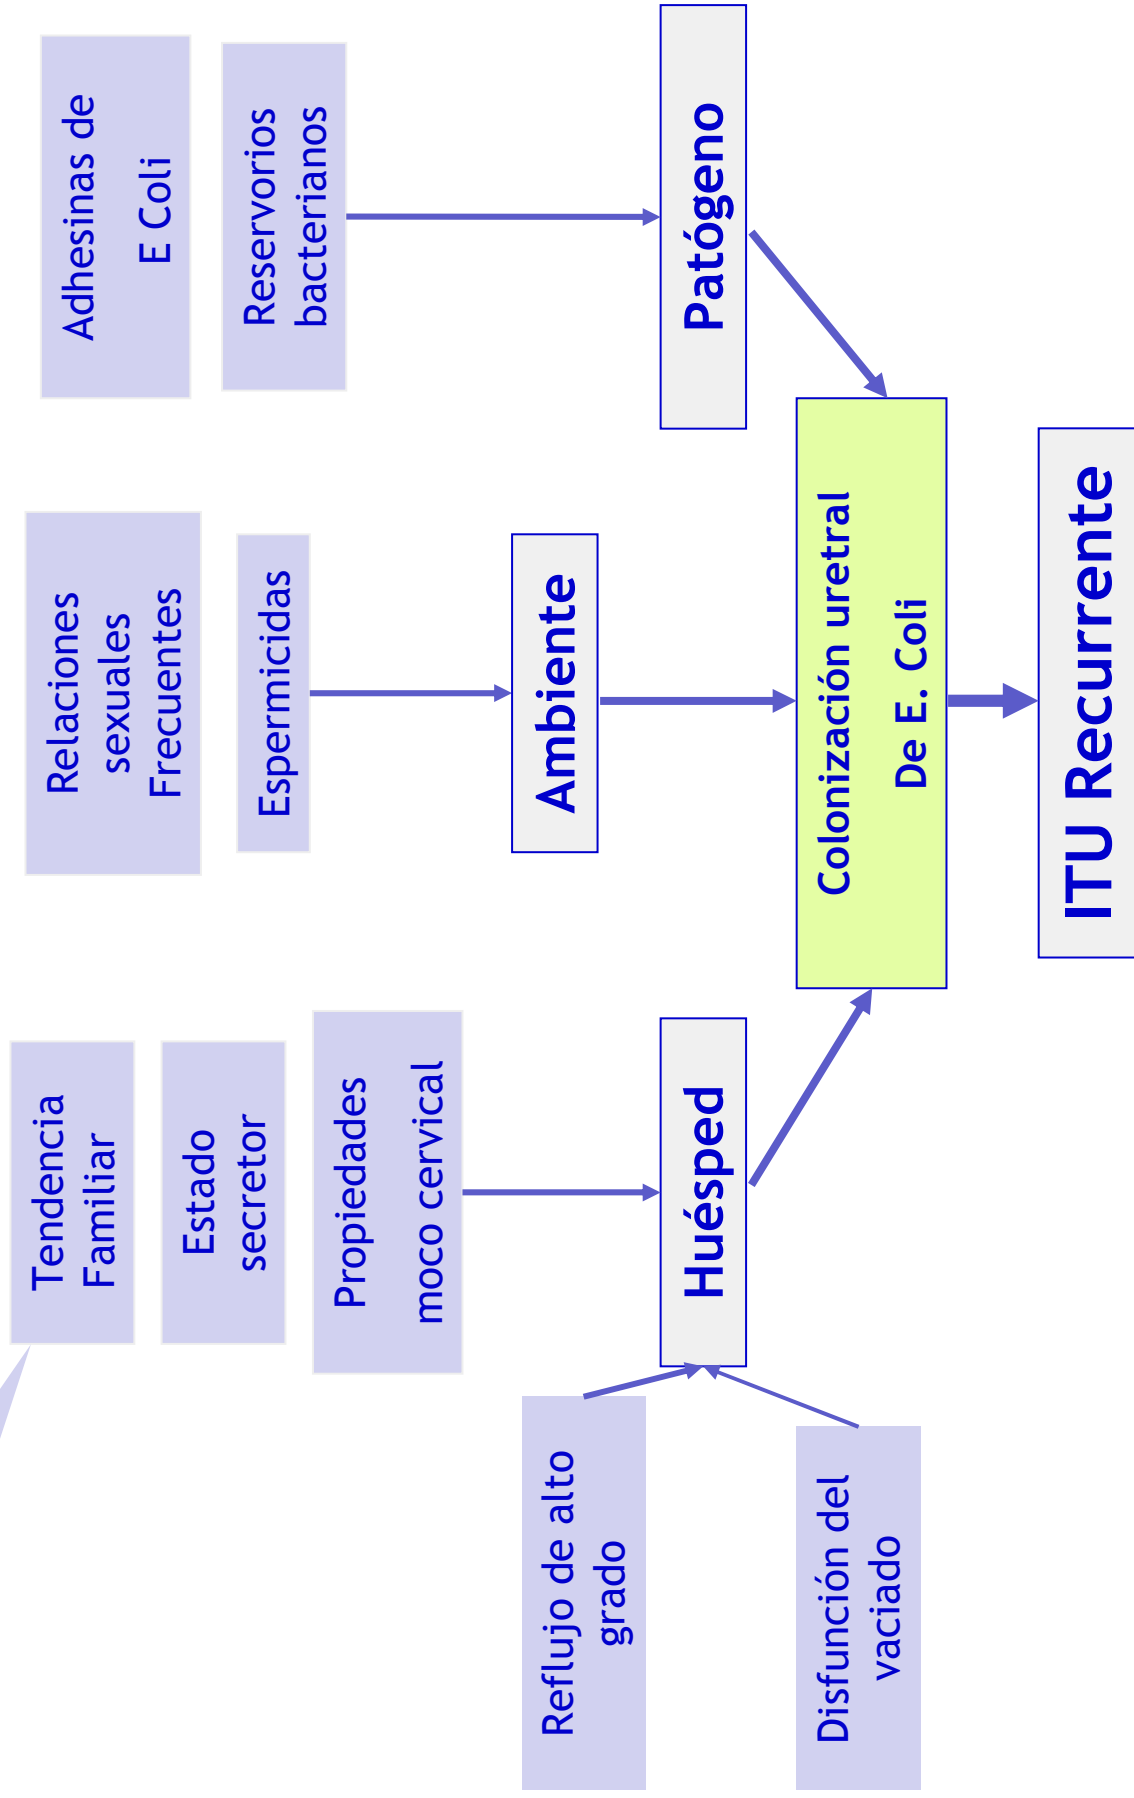 Tendencia
Familiar
Estado
secretor
Propiedades
moco cervical
Reflujo de alto
grado
Disfunción del
vaciado
Huésped
Relaciones
sexuales
Frecuentes
Espermicidas
Ambiente
Adhesinas de
E Coli
Reservorios
bacterianos
Patógeno
Colonización uretral
De E. Coli
ITU Recurrente